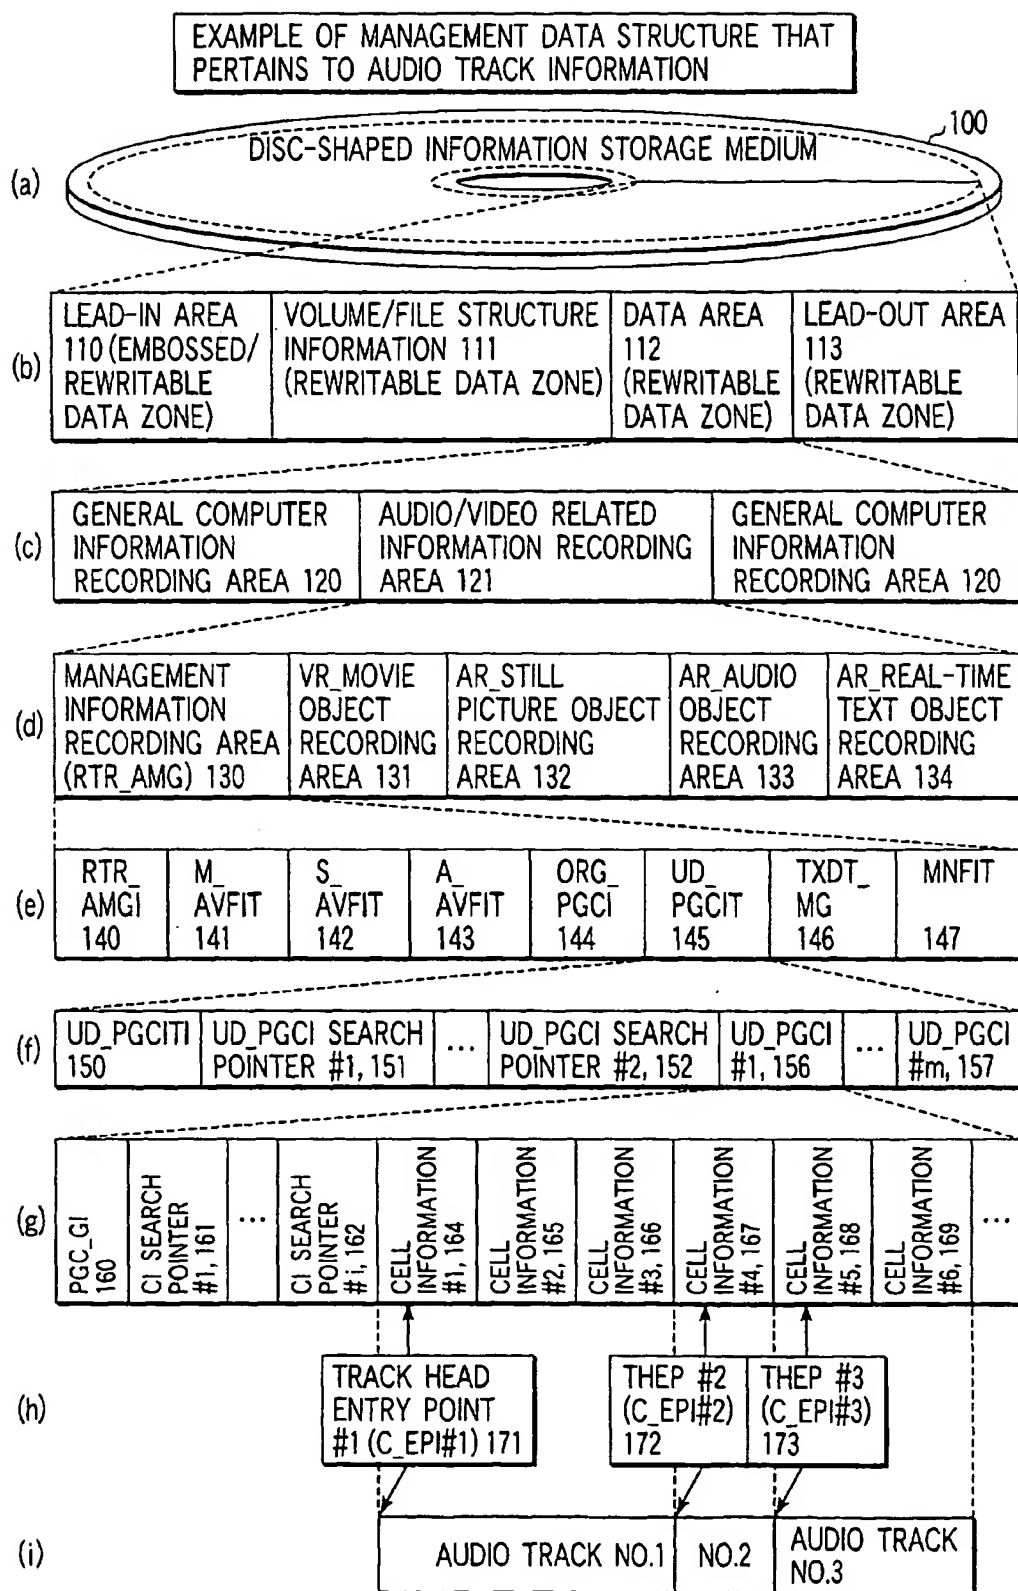 EXAMPLE OF MANAGEMENT DATA STRUCTURE THAT
PERTAINS TO AUDIO TRACK INFORMATION
100
DISC-SHAPED INFORMATION STORAGE MEDIUM
(a)
(b)
LEAD-IN AREA
110 (EMBOSSED/
REWRITABLE
DATA ZONE)
VOLUME/FILE STRUCTURE
INFORMATION 111
(REWRITABLE DATA ZONE)
DATA AREA
112
(REWRITABLE
DATA ZONE)
LEAD-OUT AREA
113
(REWRITABLE
DATA ZONE)
(c)
GENERAL COMPUTER
INFORMATION
RECORDING AREA 120
AUDIO/VIDEO RELATED
INFORMATION RECORDING
AREA 121
GENERAL COMPUTER
INFORMATION
RECORDING AREA 120
(d)
MANAGEMENT
INFORMATION
RECORDING AREA
(RTR_AMG) 130
VR_MOVIE
OBJECT
RECORDING
AREA 131
AR_STILL
PICTURE OBJECT
RECORDING
AREA 132
AR_AUDIO
OBJECT
RECORDING
AREA 133
AR_REAL-TIME
TEXT OBJECT
RECORDING
AREA 134
(e)
RTR_
AMGI
140
M_
AVFIT
141
S_
AVFIT
142
A_
AVFIT
143
ORG_
PGCI
144
UD_
PGCIT
145
TXDT_
MG
146
MNFIT
147
(f)
UD_PGCITI
150
UD_PGCI SEARCH
POINTER #1, 151
...
UD_PGCI SEARCH
POINTER #2, 152
UD_PGCI
#1, 156
...
UD_PGCI
#m, 157
(g)
PGC_GI
160
CI SEARCH
POINTER
#1, 161
...
CI SEARCH
POINTER
#i, 162
CELL
INFORMATION
#1, 164
CELL
INFORMATION
#2, 165
CELL
INFORMATION
#3, 166
CELL
INFORMATION
#4, 167
CELL
INFORMATION
#5, 168
CELL
INFORMATION
#6, 169
...
(h)
TRACK HEAD
ENTRY POINT
#1 (C_EPI#1) 171
THEP #2
(C_EPI#2)
172
THEP #3
(C_EPI#3)
173
(i)
AUDIO TRACK NO.1
NO.2
AUDIO TRACK
NO.3